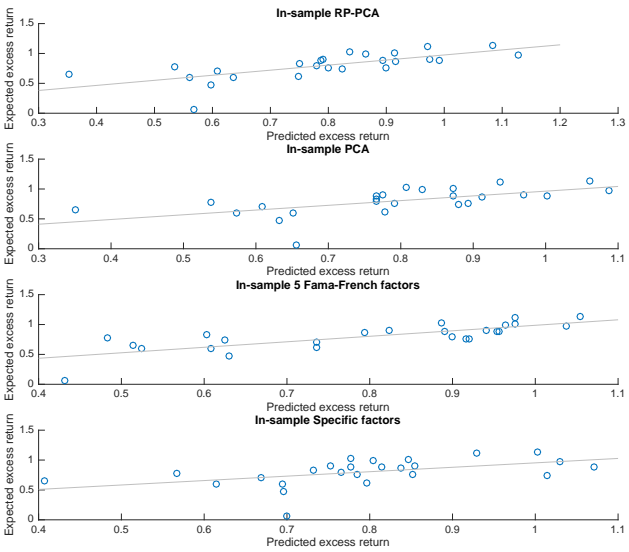 In-sample RP-PCA
Expected excess return
1.5
1
0.5
0
0.3 0.4 0.5 0.6 0.7 0.8 0.9 1 1.1 1.2 1.3
Predicted excess return
In-sample PCA
Expected excess return
1.5
1
0.5
0
0.3 0.4 0.5 0.6 0.7 0.8 0.9 1 1.1
Predicted excess return
In-sample 5 Fama-French factors
Expected excess return
1.5
1
0.5
0
0.4 0.5 0.6 0.7 0.8 0.9 1 1.1
Predicted excess return
In-sample Specific factors
Expected excess return
1.5
1
0.5
0
0.4 0.5 0.6 0.7 0.8 0.9 1 1.1
Predicted excess return